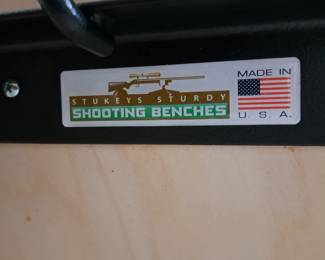 STUKEYS STURDY
SHOOTING BENCHES
MADE IN
U. S. A.